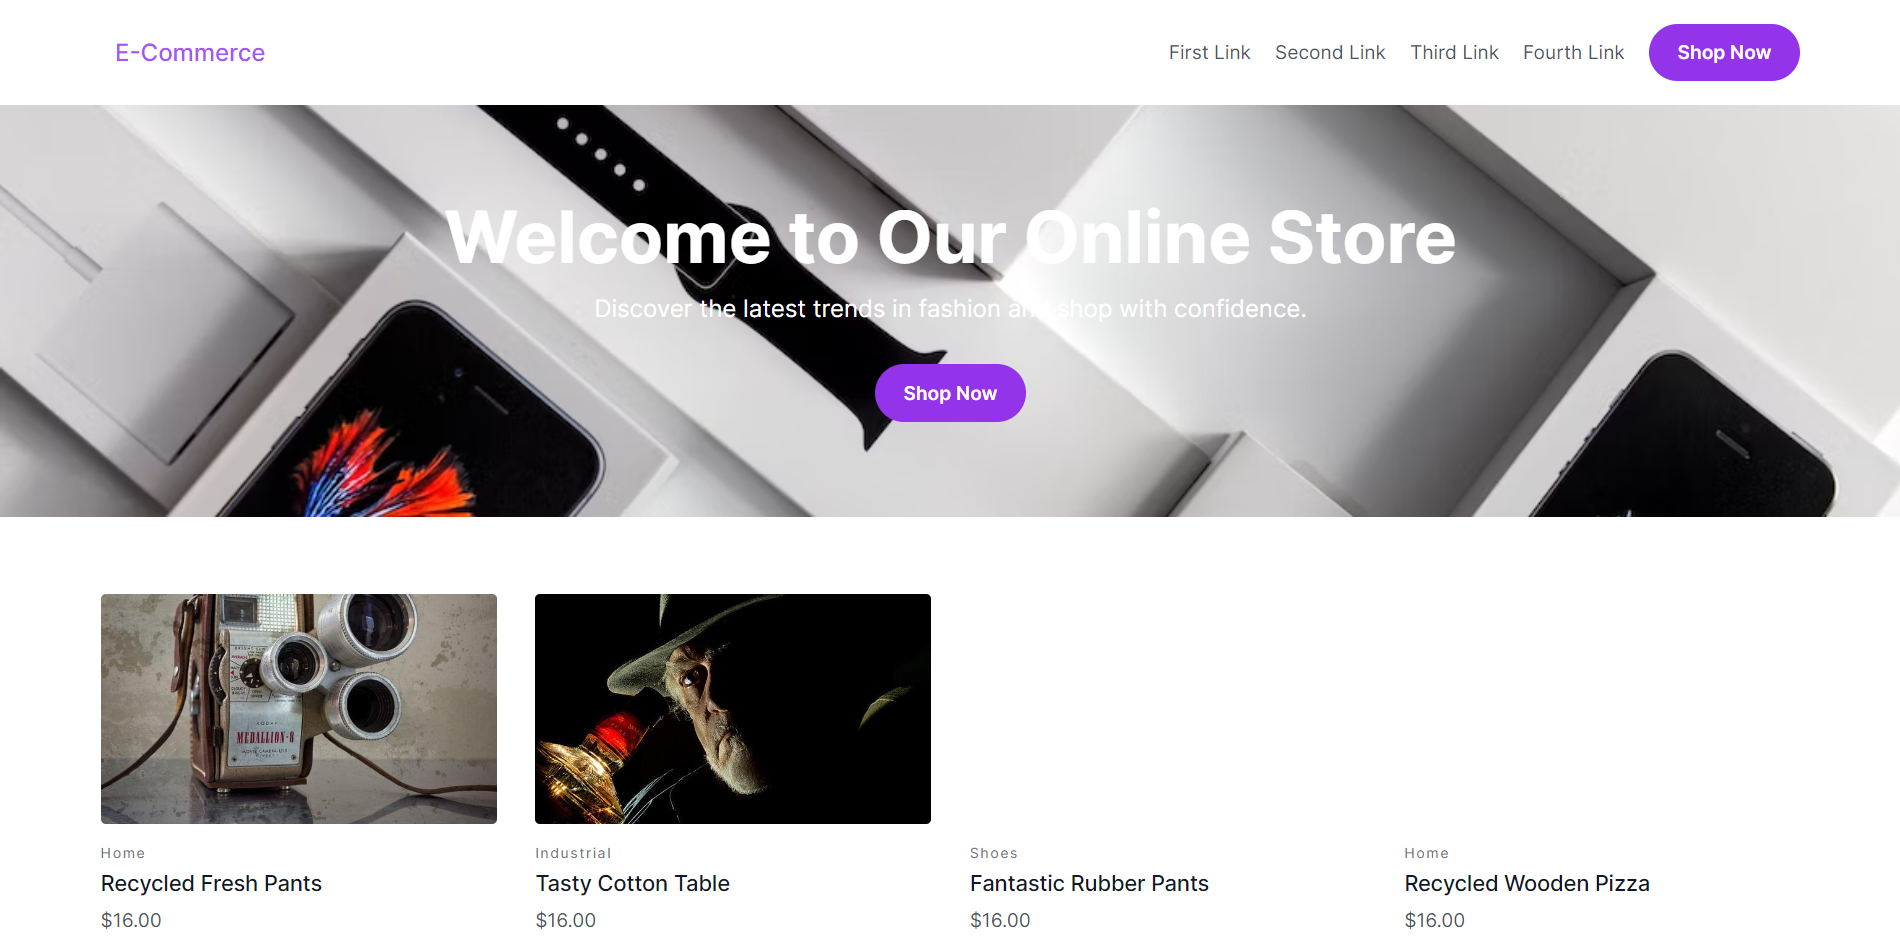 E-Commerce
First Link Second Link Third Link Fourth Link Shop Now
Welcome to Our Online Store
Discover the latest trends in fashion and shop with confidence.
Shop Now
KODAK
MEDALLION-8
Home
Recycled Fresh Pants
$16.00
Industrial
Tasty Cotton Table
$16.00
Shoes
Fantastic Rubber Pants
$16.00
Home
Recycled Wooden Pizza
$16.00